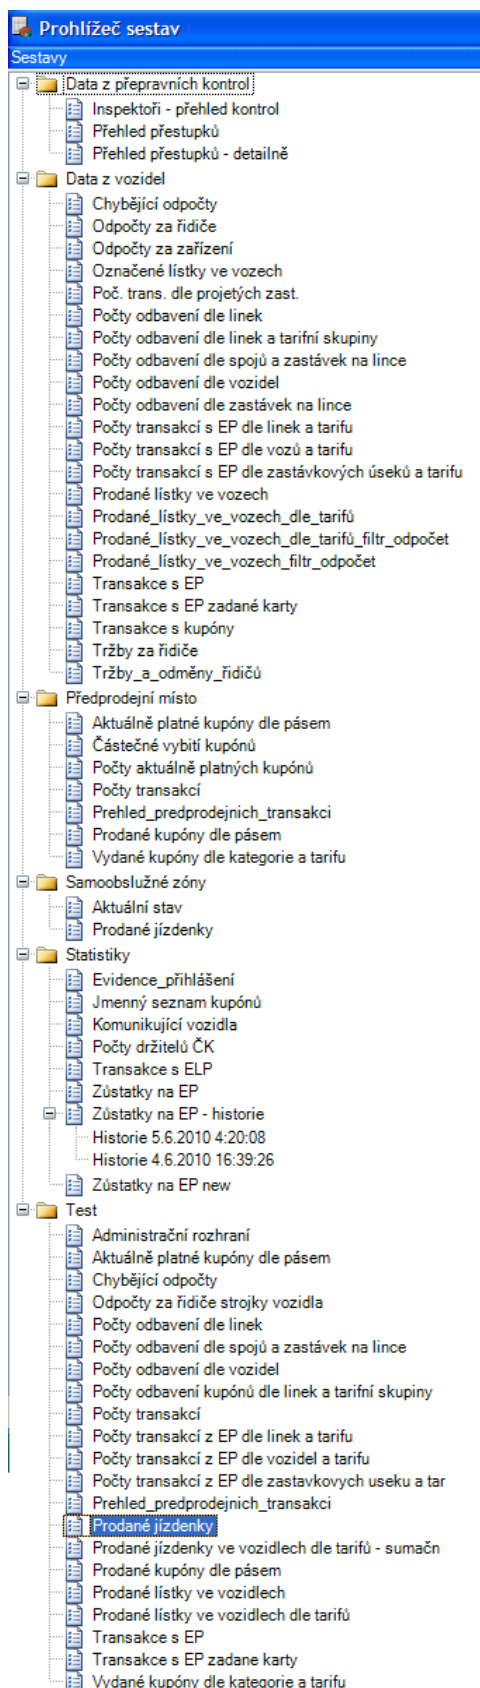 Prohlížeč sestav
Sestavy
Data z přepravních kontrol
Inspektoři - přehled kontrol
Přehled přestupků
Přehled přestupků - detailně
Data z vozidel
Chybějící odpočty
Odpočty za řidiče
Odpočty za zařízení
Označené lístky ve vozech
Poč. trans. dle projetých zast.
Počty odbavení dle linek
Počty odbavení dle linek a tarifní skupiny
Počty odbavení dle spojů a zastávek na lince
Počty odbavení dle vozidel
Počty odbavení dle zastávek na lince
Počty transakcí s EP dle linek a tarifu
Počty transakcí s EP dle vozů a tarifu
Počty transakcí s EP dle zastávkových úseků a tarifu
Prodané lístky ve vozech
Prodané_lístky_ve_vozech_dle_tarifů
Prodané_lístky_ve_vozech_dle_tarifů_filtr_odpočet
Prodané_lístky_ve_vozech_filtr_odpočet
Transakce s EP
Transakce s EP zadané karty
Transakce s kupóny
Tržby za řidiče
Tržby_a_odměny_řidičů
Předprodejní místo
Aktuálně platné kupóny dle pásem
Částečné vybití kupónů
Počty aktuálně platných kupónů
Počty transakcí
Prehled_predprodejnich_transakci
Prodané kupóny dle pásem
Vydané kupóny dle kategorie a tarifu
Samoobslužné zóny
Aktuální stav
Prodané jízdenky
Statistiky
Evidence_přihlášení
Jmenný seznam kupónů
Komunikující vozidla
Počty držitelů ČK
Transakce s ELP
Zůstatky na EP
Zůstatky na EP - historie
Historie 5.6.2010 4:20:08
Historie 4.6.2010 16:39:26
Zůstatky na EP new
Test
Administrační rozhraní
Aktuálně platné kupóny dle pásem
Chybějící odpočty
Odpočty za řidiče strojky vozidla
Počty odbavení dle linek
Počty odbavení dle spojů a zastávek na lince
Počty odbavení dle vozidel
Počty odbavení kupónů dle linek a tarifní skupiny
Počty transakcí
Počty transakcí z EP dle linek a tarifu
Počty transakcí z EP dle vozidel a tarifu
Počty transakcí z EP dle zastavkovych useku a tar
Prehled_predprodejnich_transakci
Prodané jízdenky
Prodané jízdenky ve vozidlech dle tarifů - sumačn
Prodané kupóny dle pásem
Prodané lístky ve vozidlech
Prodané lístky ve vozidlech dle tarifů
Transakce s EP
Transakce s EP zadane karty
Vydané kupóny dle kategorie a tarifu